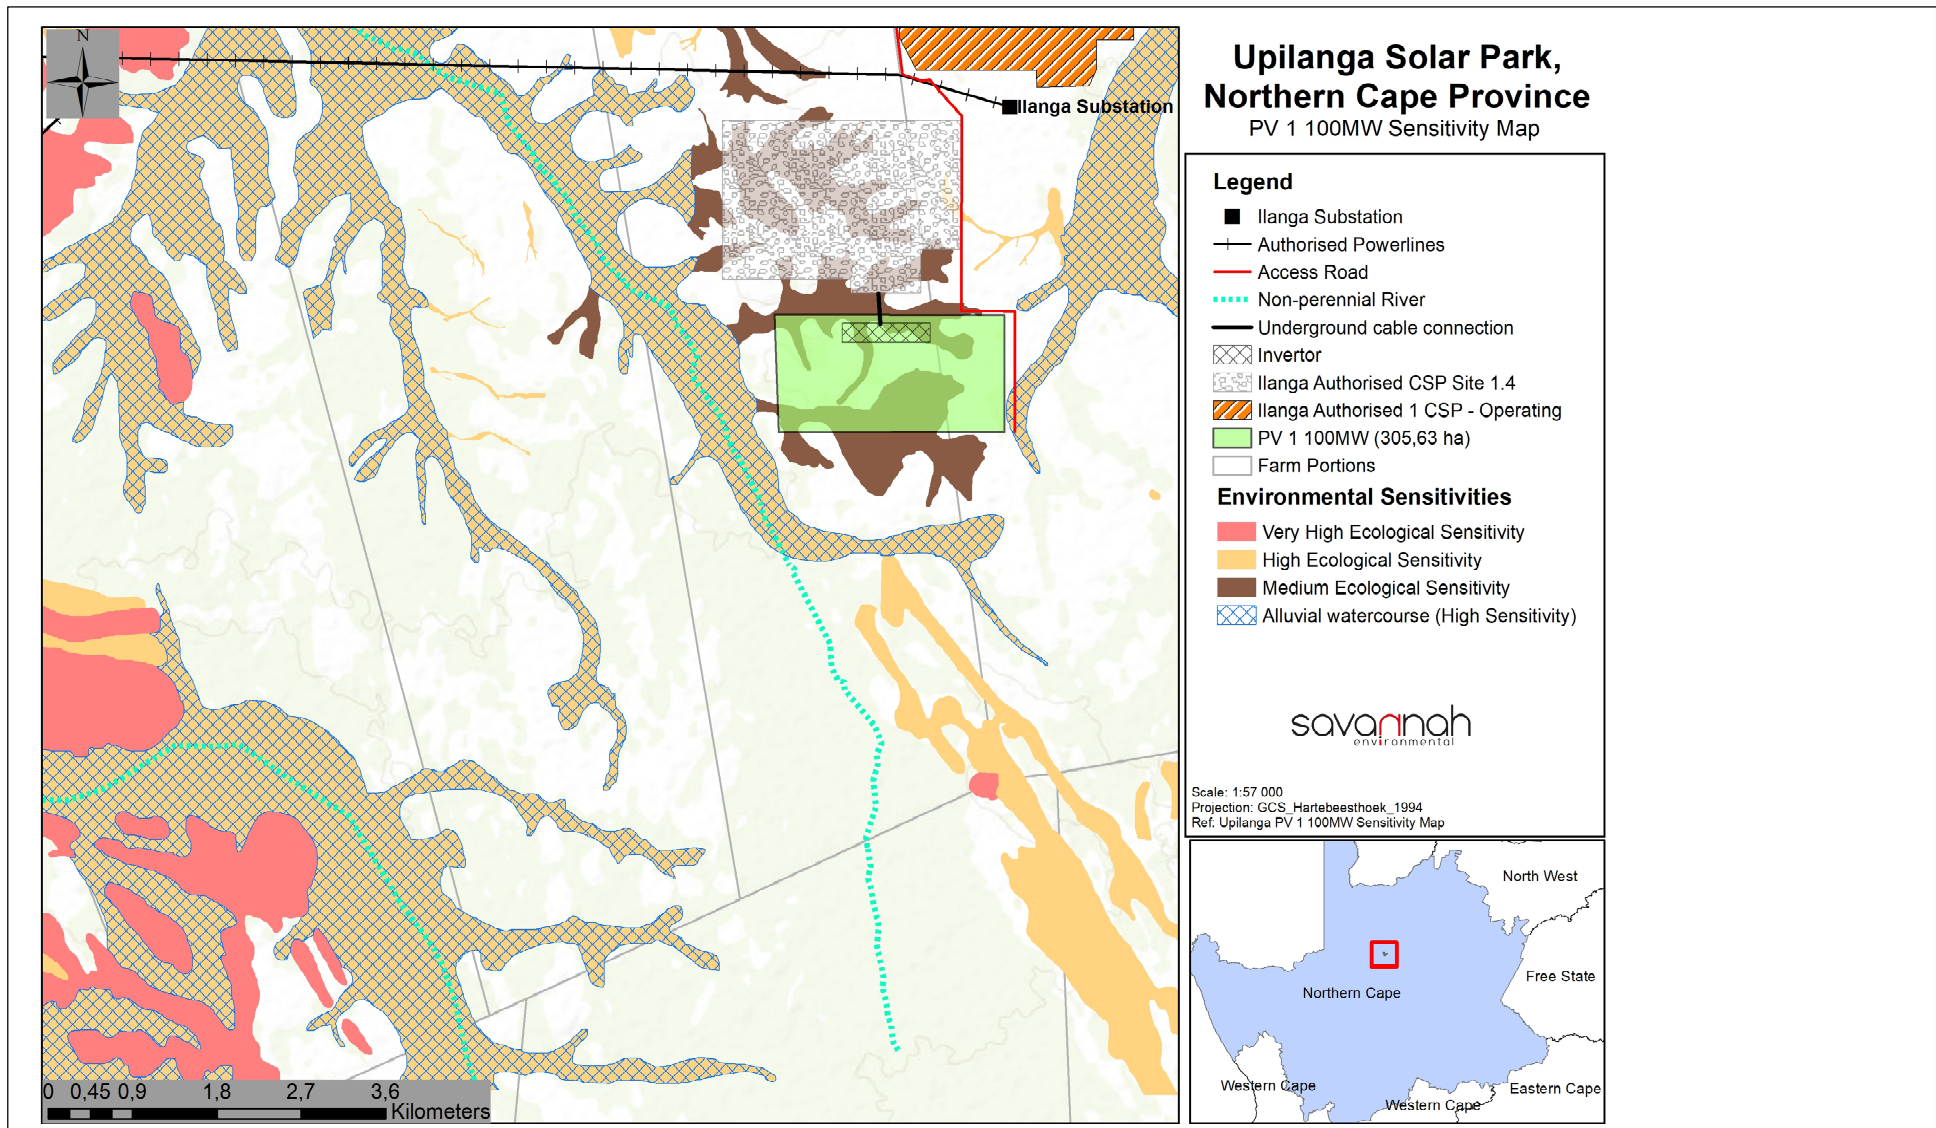 N
Ilanga Substation
0 0,45 0,9 1,8 2,7 3,6
Kilometers
Upilanga Solar Park,
Northern Cape Province
PV 1 100MW Sensitivity Map
Legend
Ilanga Substation
Authorised Powerlines
Access Road
Non-perennial River
Underground cable connection
Invertor
Ilanga Authorised CSP Site 1.4
Ilanga Authorised 1 CSP - Operating
PV 1 100MW (305,63 ha)
Farm Portions
Environmental Sensitivities
Very High Ecological Sensitivity
High Ecological Sensitivity
Medium Ecological Sensitivity
Alluvial watercourse (High Sensitivity)
savannah
environmental
Scale: 1:57 000
Projection: GCS_Hartebeesthoek_1994
Ref: Upilanga PV 1 100MW Sensitivity Map
North West
Free State
Northern Cape
Western Cape
Eastern Cape
Western Cape